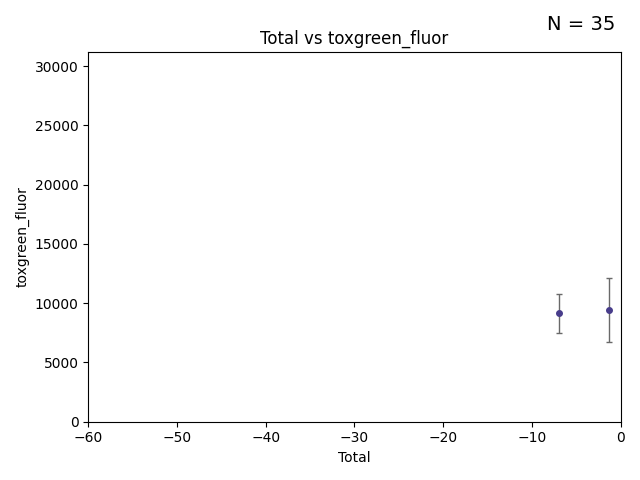 N = 35
Total vs toxgreen_fluor
30000
25000
20000
15000
10000
5000
0
toxgreen_fluor
−60 −50 −40 −30 −20 −10 0
Total